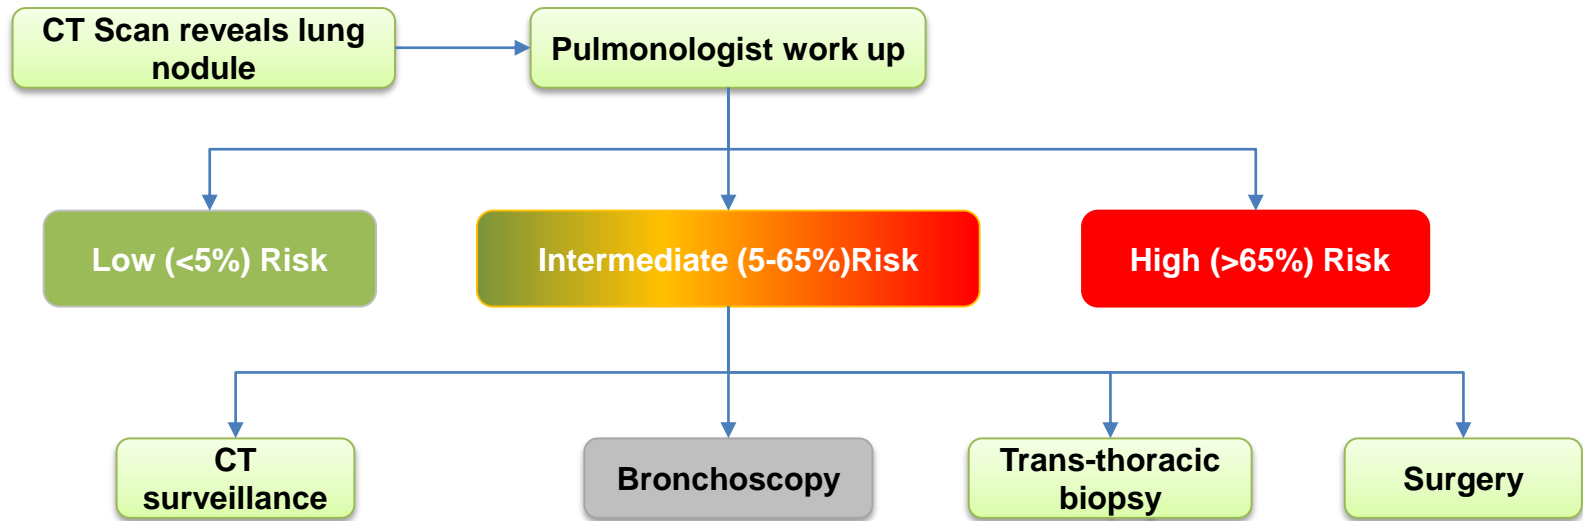 CT Scan reveals lung
nodule
Pulmonologist work up
Low (<5%) Risk
Intermediate (5-65%)Risk
High (>65%) Risk
CT
surveillance
Bronchoscopy
Trans-thoracic
biopsy
Surgery